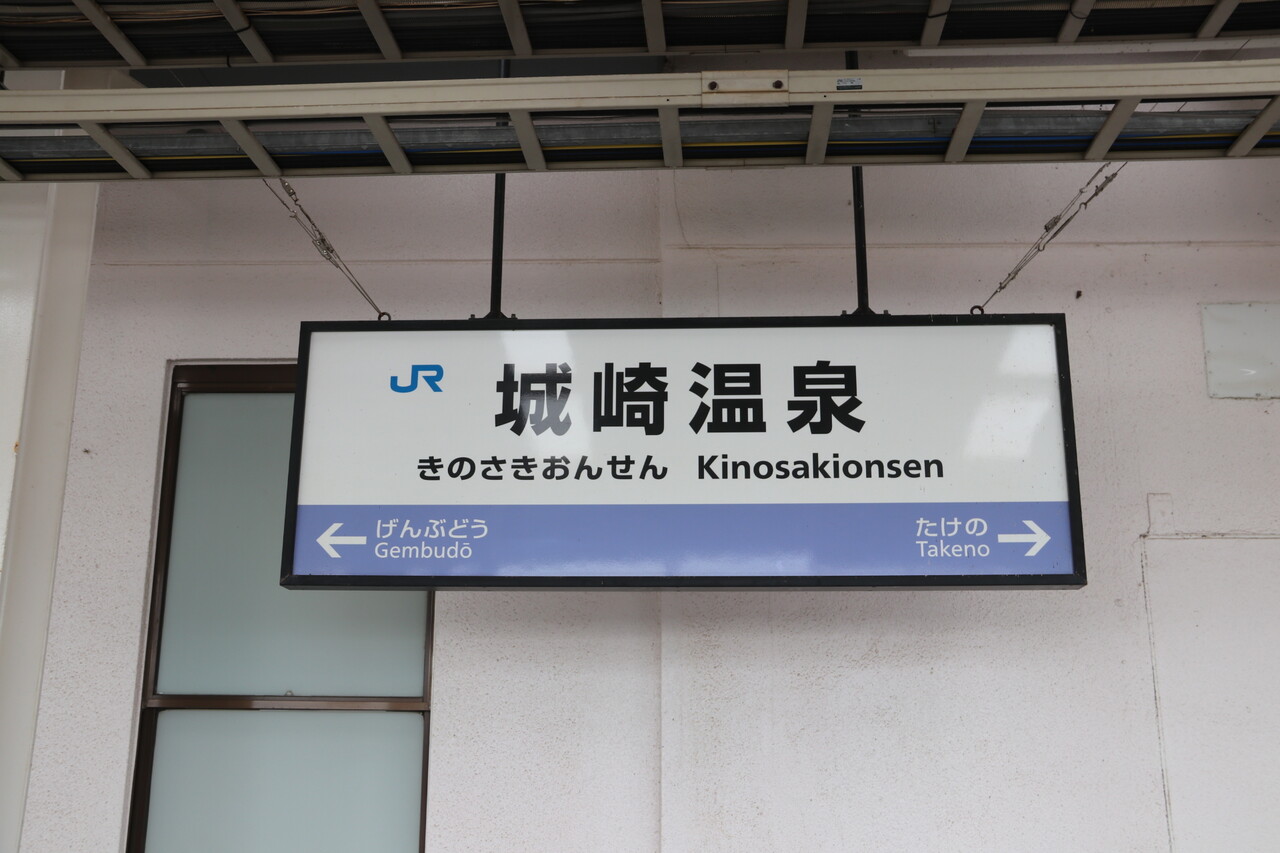 JR
城崎温泉
きのさきおんせん Kinosakionsen
← げんぶどう
Gembudō
たけの →
Takeno